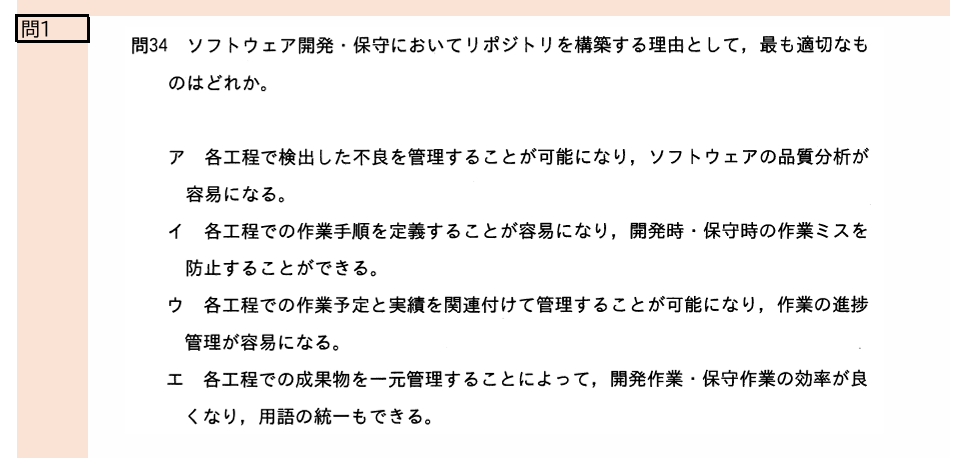 問1
問34　ソフトウェア開発・保守においてリポジトリを構築する理由として，最も適切なも
のはどれか。
ア　各工程で検出した不良を管理することが可能になり，ソフトウェアの品質分析が
容易になる。
イ　各工程での作業手順を定義することが容易になり，開発時・保守時の作業ミスを
防止することができる。
ウ　各工程での作業予定と実績を関連付けて管理することが可能になり，作業の進捗
管理が容易になる。
エ　各工程での成果物を一元管理することによって，開発作業・保守作業の効率が良
くなり，用語の統一もできる。